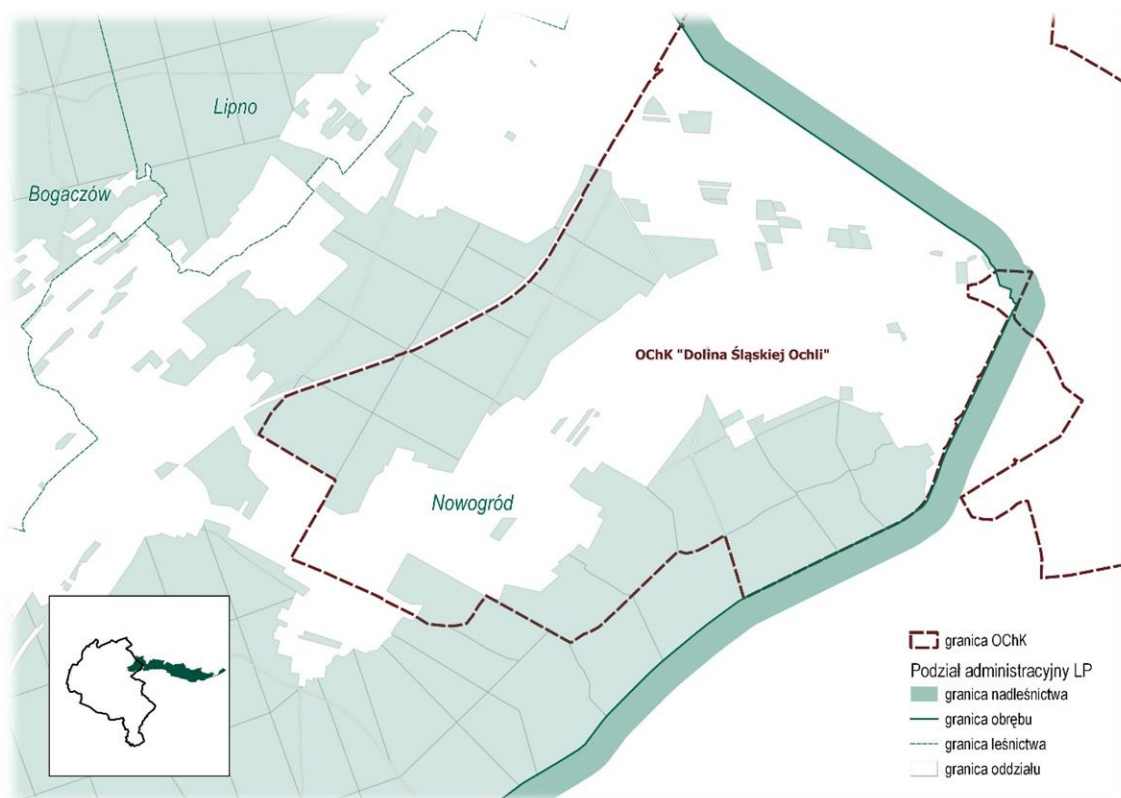 Lipno
Bogaczów
OChK "Dolina Śląskiej Ochli"
Nowogród
granica OChK
Podział administracyjny LP
granica nadleśnictwa
granica obrębu
granica leśnictwa
granica oddziału